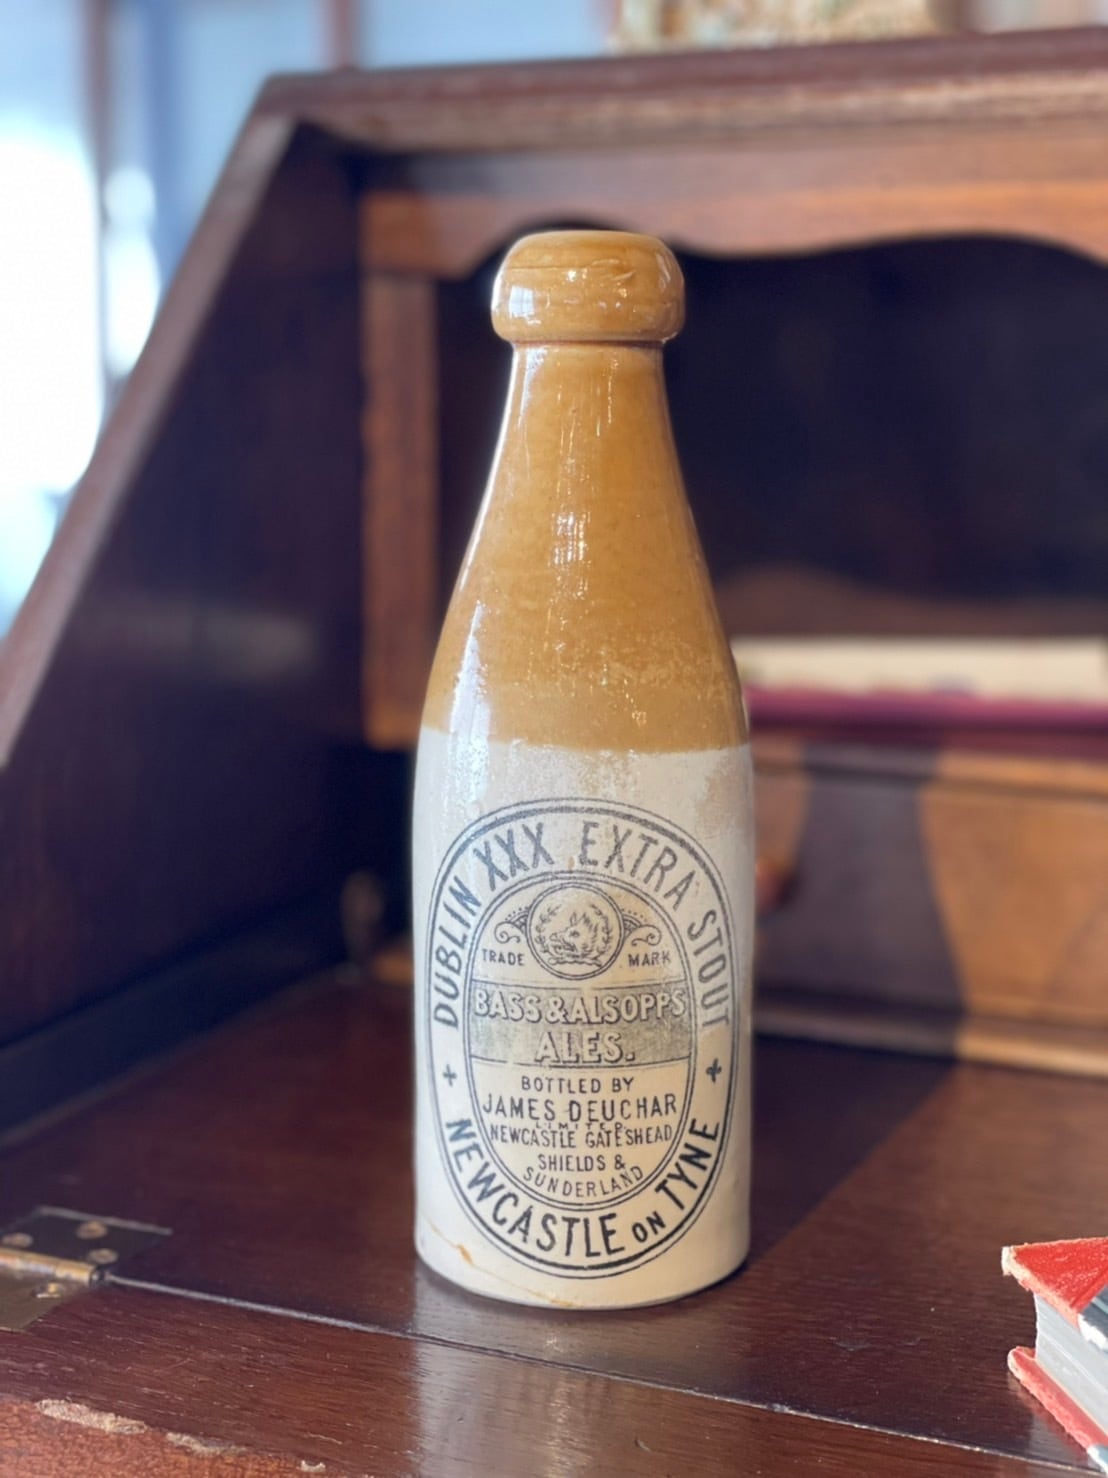 DUBLIN XXX EXTRA STOUT
TRADE MARK
BASS & ALSOPPS
ALES.
BOTTLED BY
JAMES DEUCHAR
LIMITED
NEWCASTLE GATESHEAD
SHIELDS &
SUNDERLAND
NEWCASTLE ON TYNE